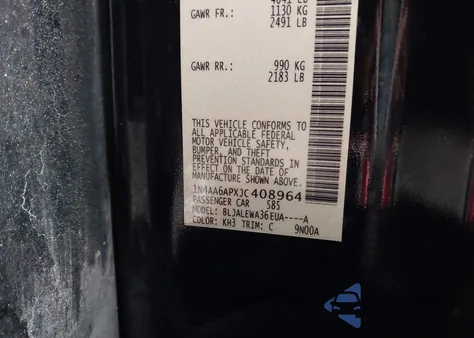 4641 LB
GAWR FR.: 1130 KG
2491 LB
GAWR RR.: 990 KG
2183 LB
THIS VEHICLE CONFORMS TO
ALL APPLICABLE FEDERAL
MOTOR VEHICLE SAFETY,
BUMPER, AND THEFT
PREVENTION STANDARDS IN
EFFECT ON THE DATE OF
MANUFACTURE SHOWN ABOVE.
1N4AA6APXJC408964
PASSENGER CAR 585
MODEL: BLJALEWA36EUA----A
COLOR: KH3 TRIM: C 9N00A